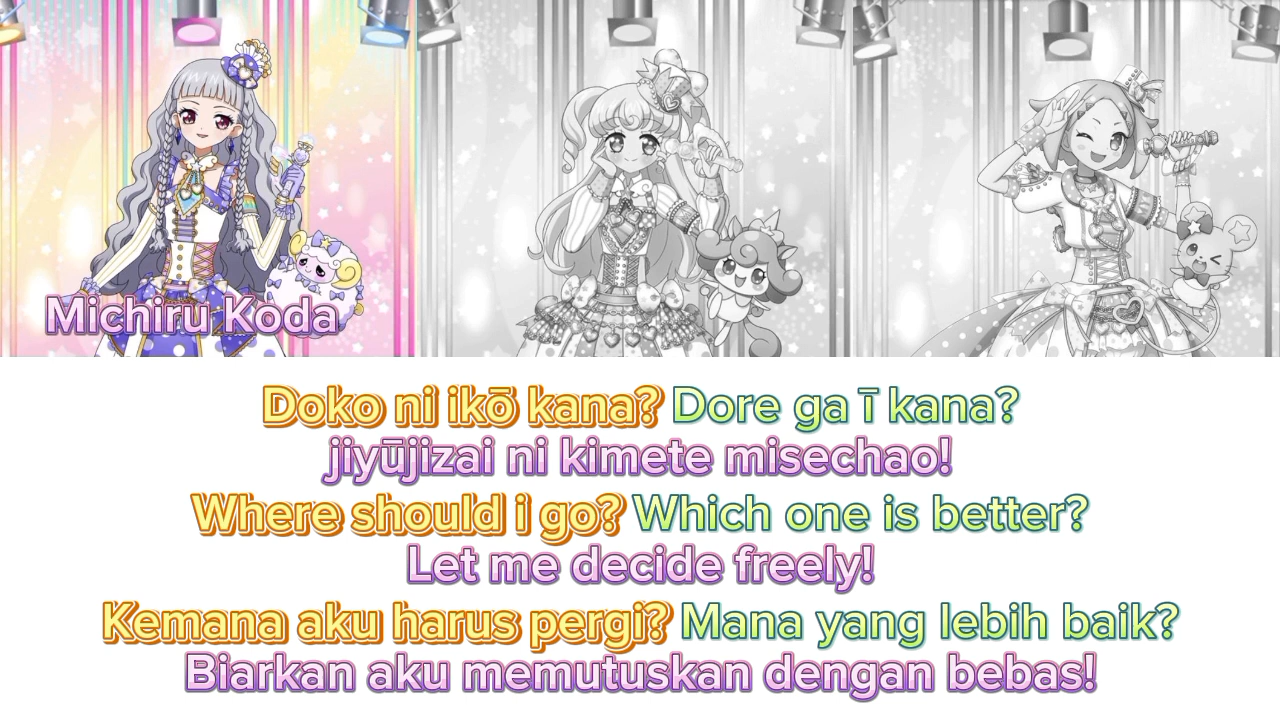 Michiru Koda
Doko ni ikō kana? Dore ga ī kana?
jiyūjizai ni kimete misechao!
Where should i go? Which one is better?
Let me decide freely!
Kemana aku harus pergi? Mana yang lebih baik?
Biarkan aku memutuskan dengan bebas!